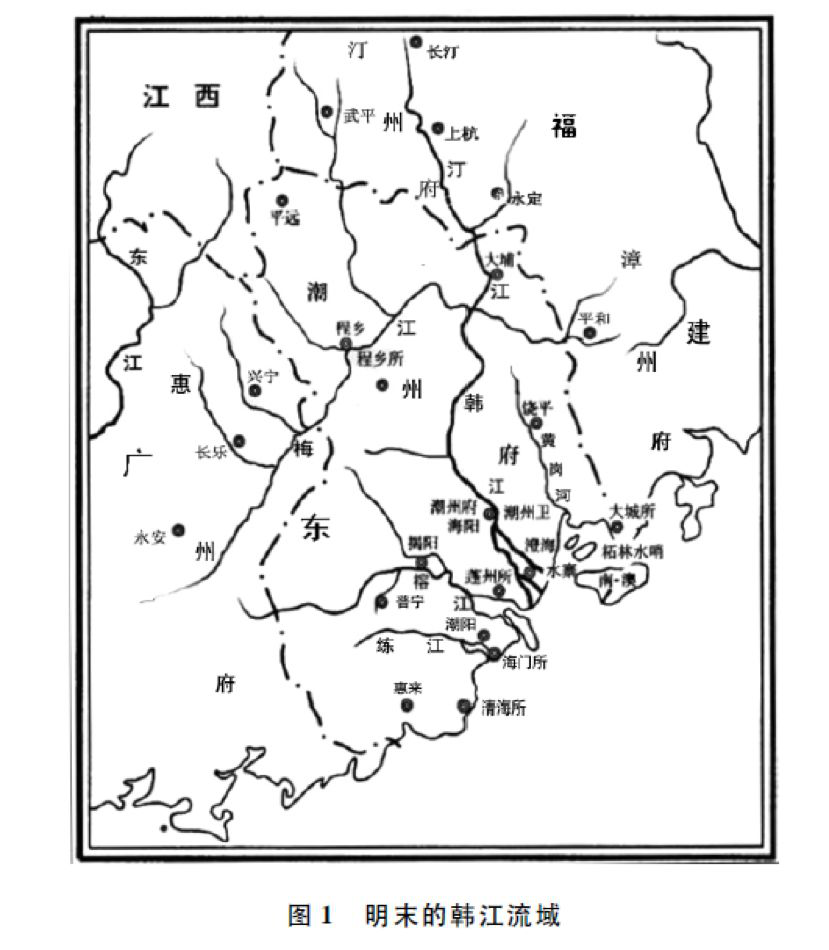 汀
长汀
江西
武平
州
上杭
福
汀
府
永定
平远
东
大埔
漳
潮
江
程乡
江
平和
建
江
惠
程乡所
州
兴宁
州
韩
饶平
长乐
梅
府
黄
岗
河
府
广
江
潮州府
海阳
潮州卫
大城所
东
永安
州
揭阳
澄海
柘林水哨
榕
蓬州所
水寨
南·澳
普宁
江
潮阳
练江
海门所
府
惠来
清海所
图1 明末的韩江流域